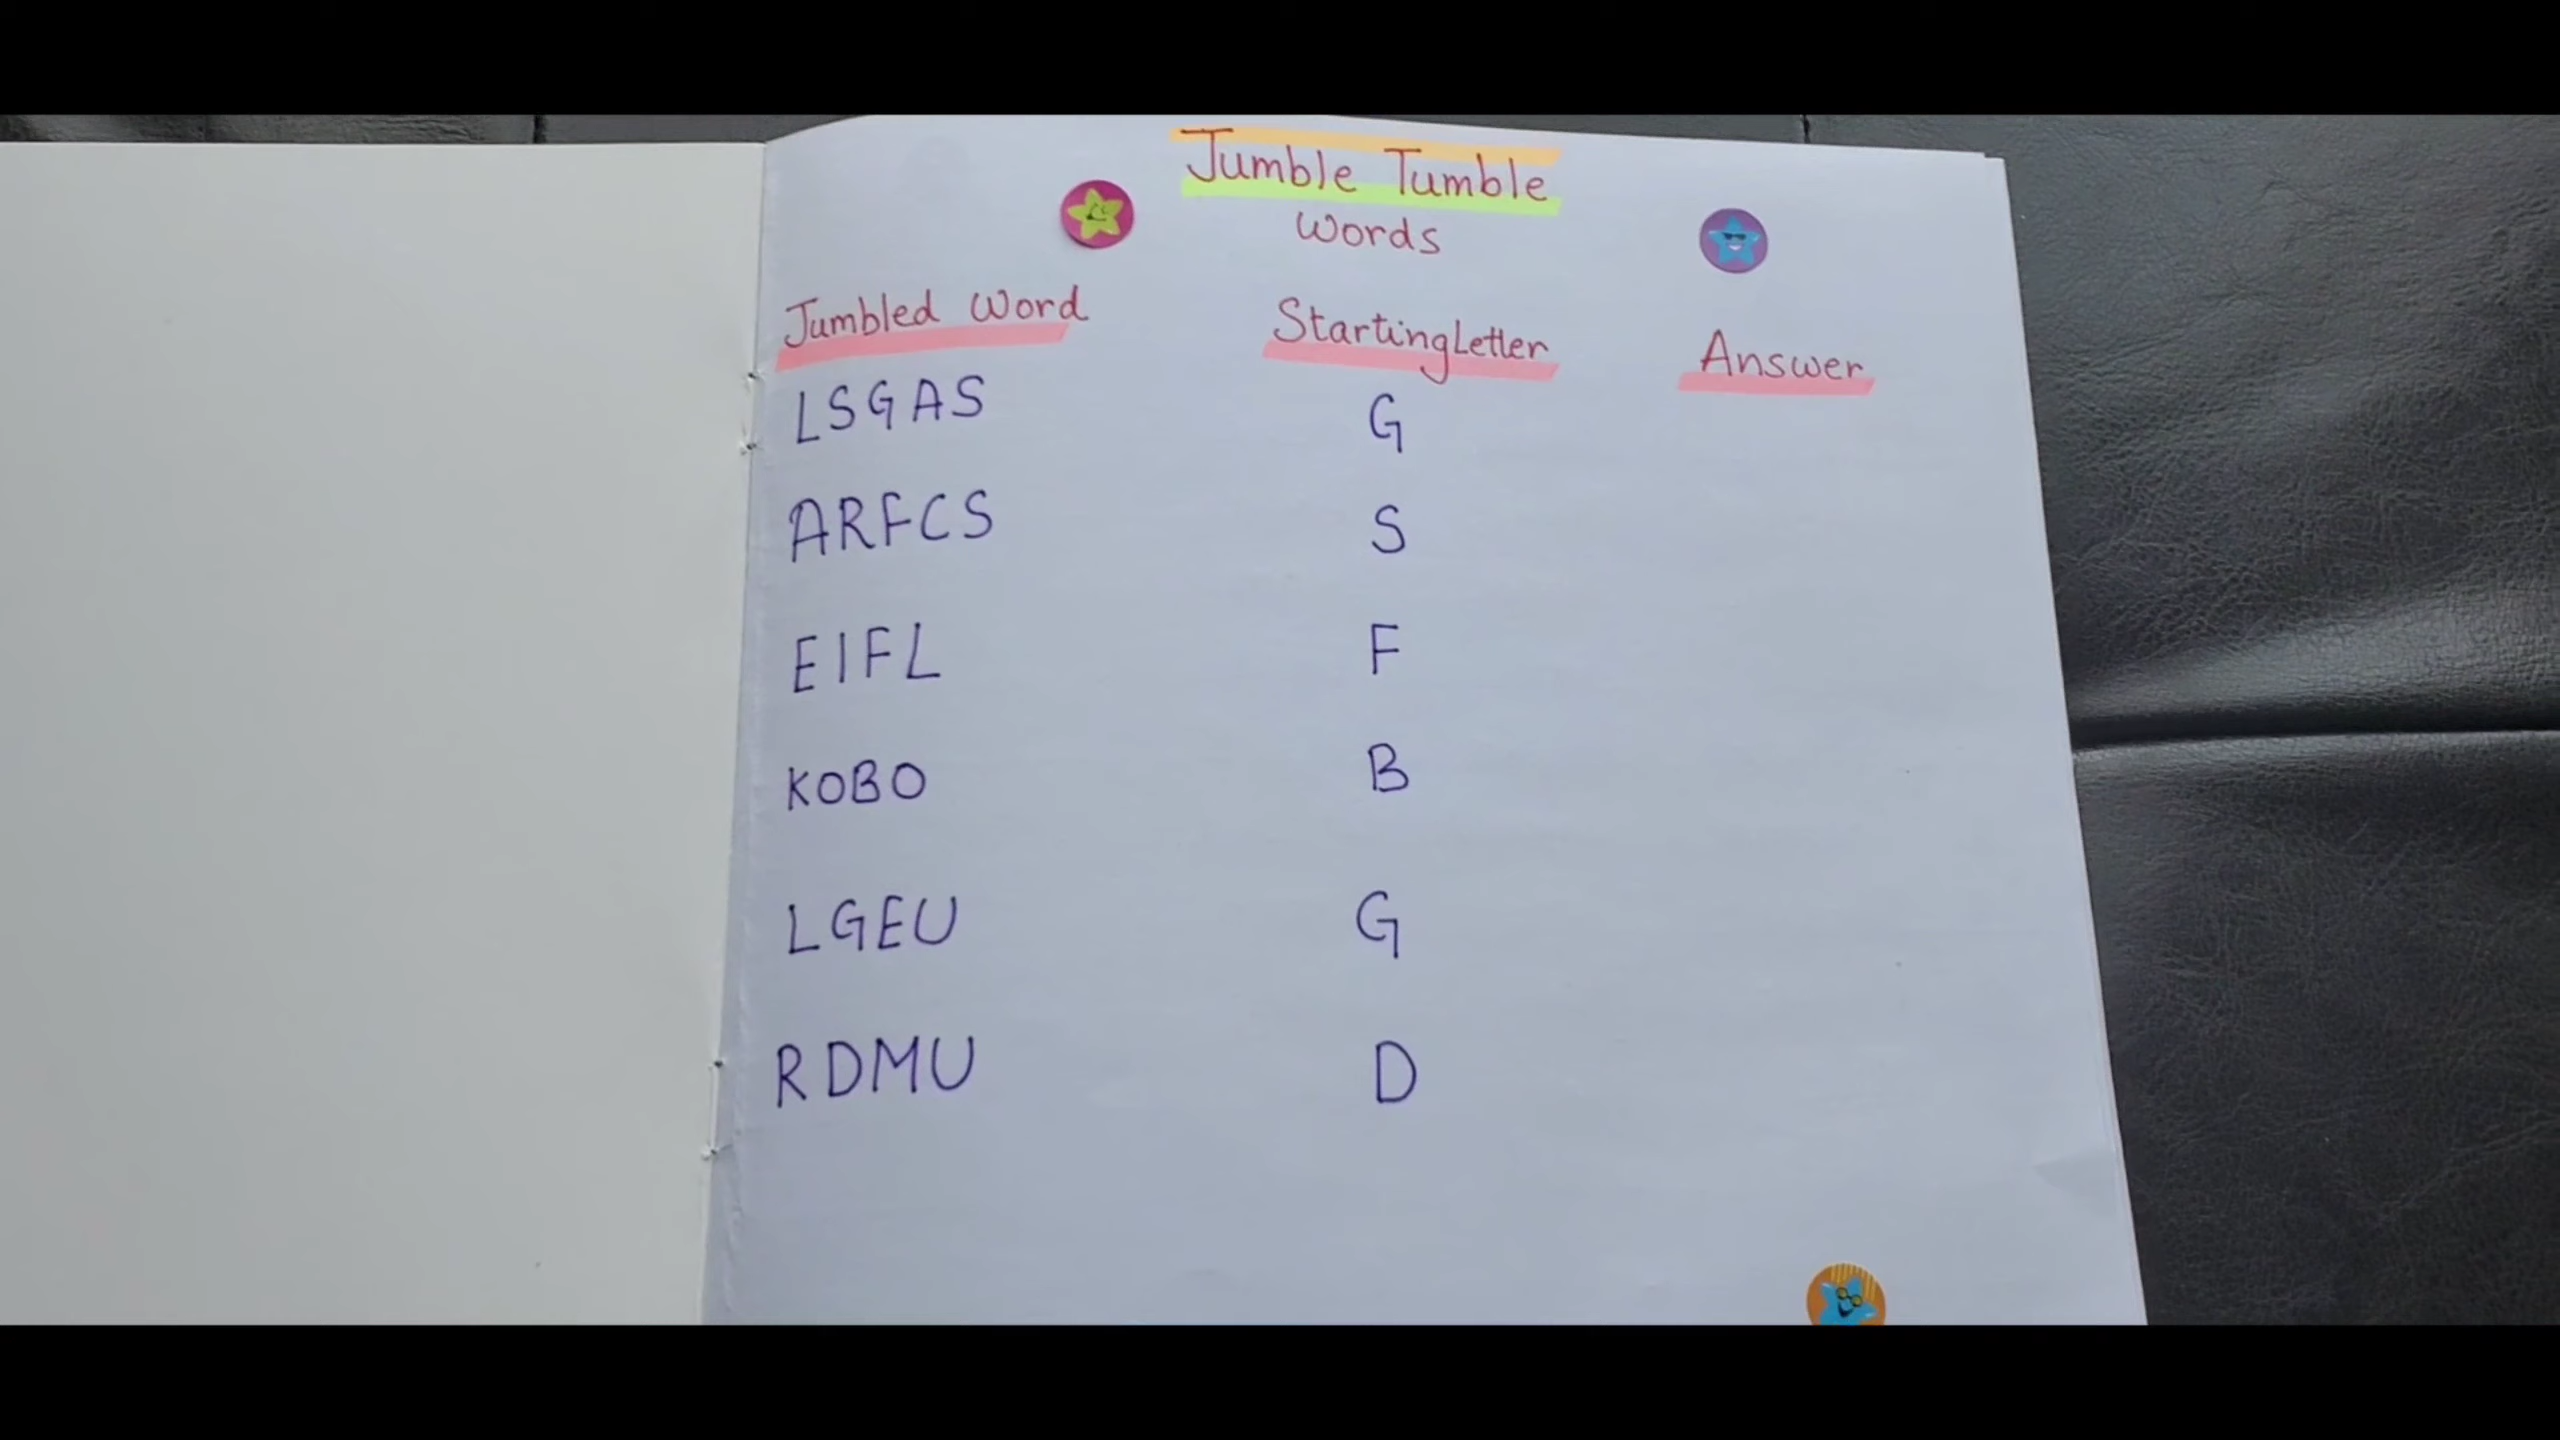 Jumble Tumble
Words
Jumbled Word StartingLetter Answer
LSGAS G
ARFCS S
EIFL F
KOBO B
LGEU G
RDMU D